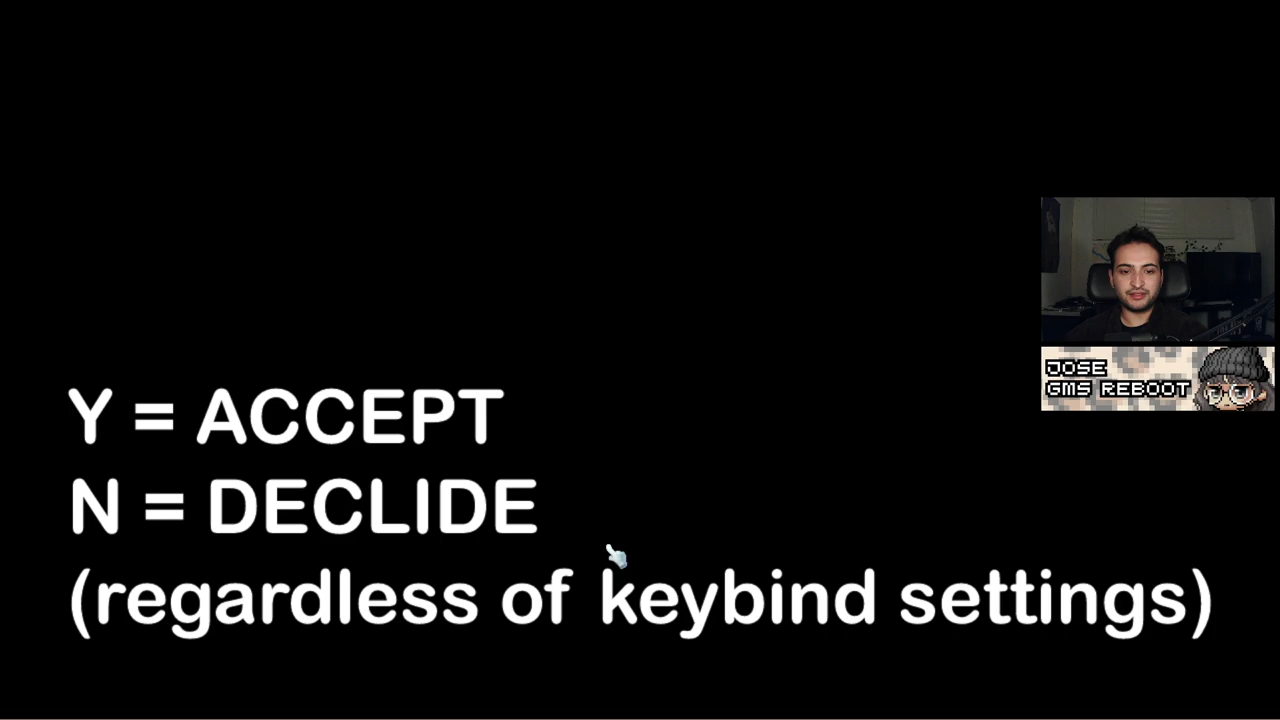 JOSE
GMS REBOOT
Y = ACCEPT
N = DECLIDE
(regardless of keybind settings)